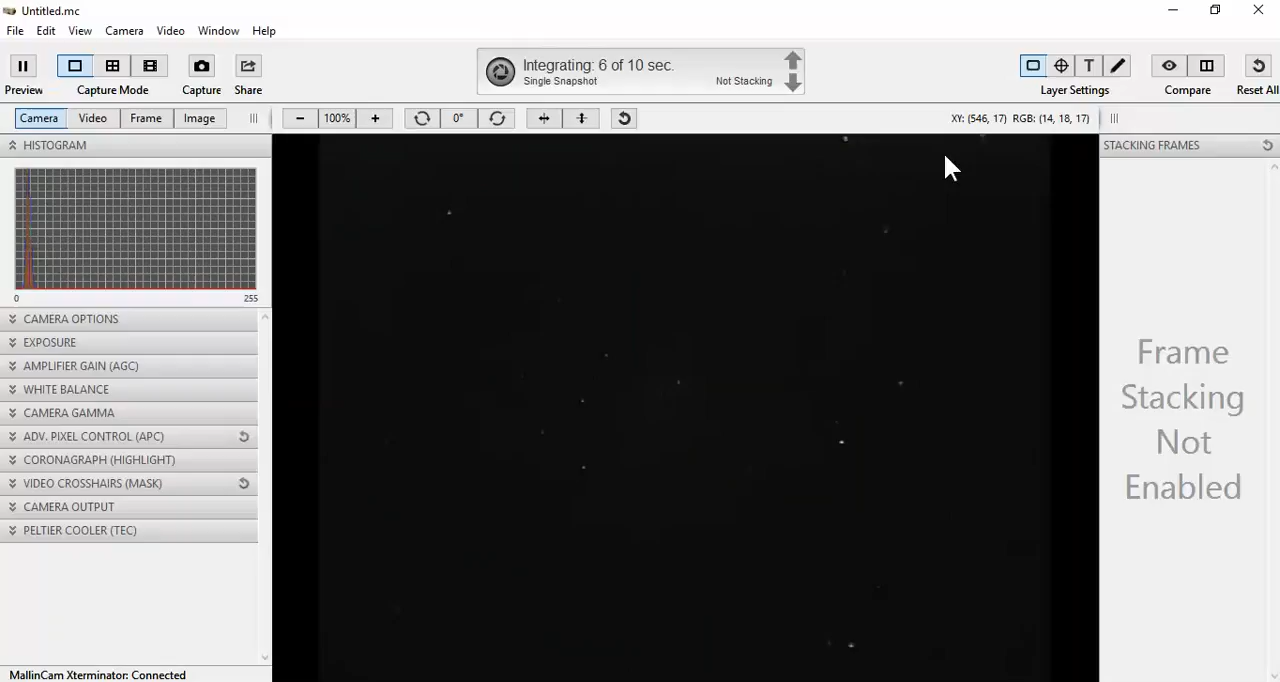 Untitled.mc
File Edit View Camera Video Window Help
Integrating: 6 of 10 sec.
Single Snapshot Not Stacking
T
Preview Capture Mode Capture Share Layer Settings Compare Reset All
Camera Video Frame Image 100% 0° XY: (546, 17) RGB: (14, 18, 17)
HISTOGRAM
STACKING FRAMES
0 255
CAMERA OPTIONS
EXPOSURE
AMPLIFIER GAIN (AGC)
WHITE BALANCE
CAMERA GAMMA
ADV. PIXEL CONTROL (APC)
CORONAGRAPH (HIGHLIGHT)
VIDEO CROSSHAIRS (MASK)
CAMERA OUTPUT
PELTIER COOLER (TEC)
Frame
Stacking
Not
Enabled
MallinCam Xterminator: Connected